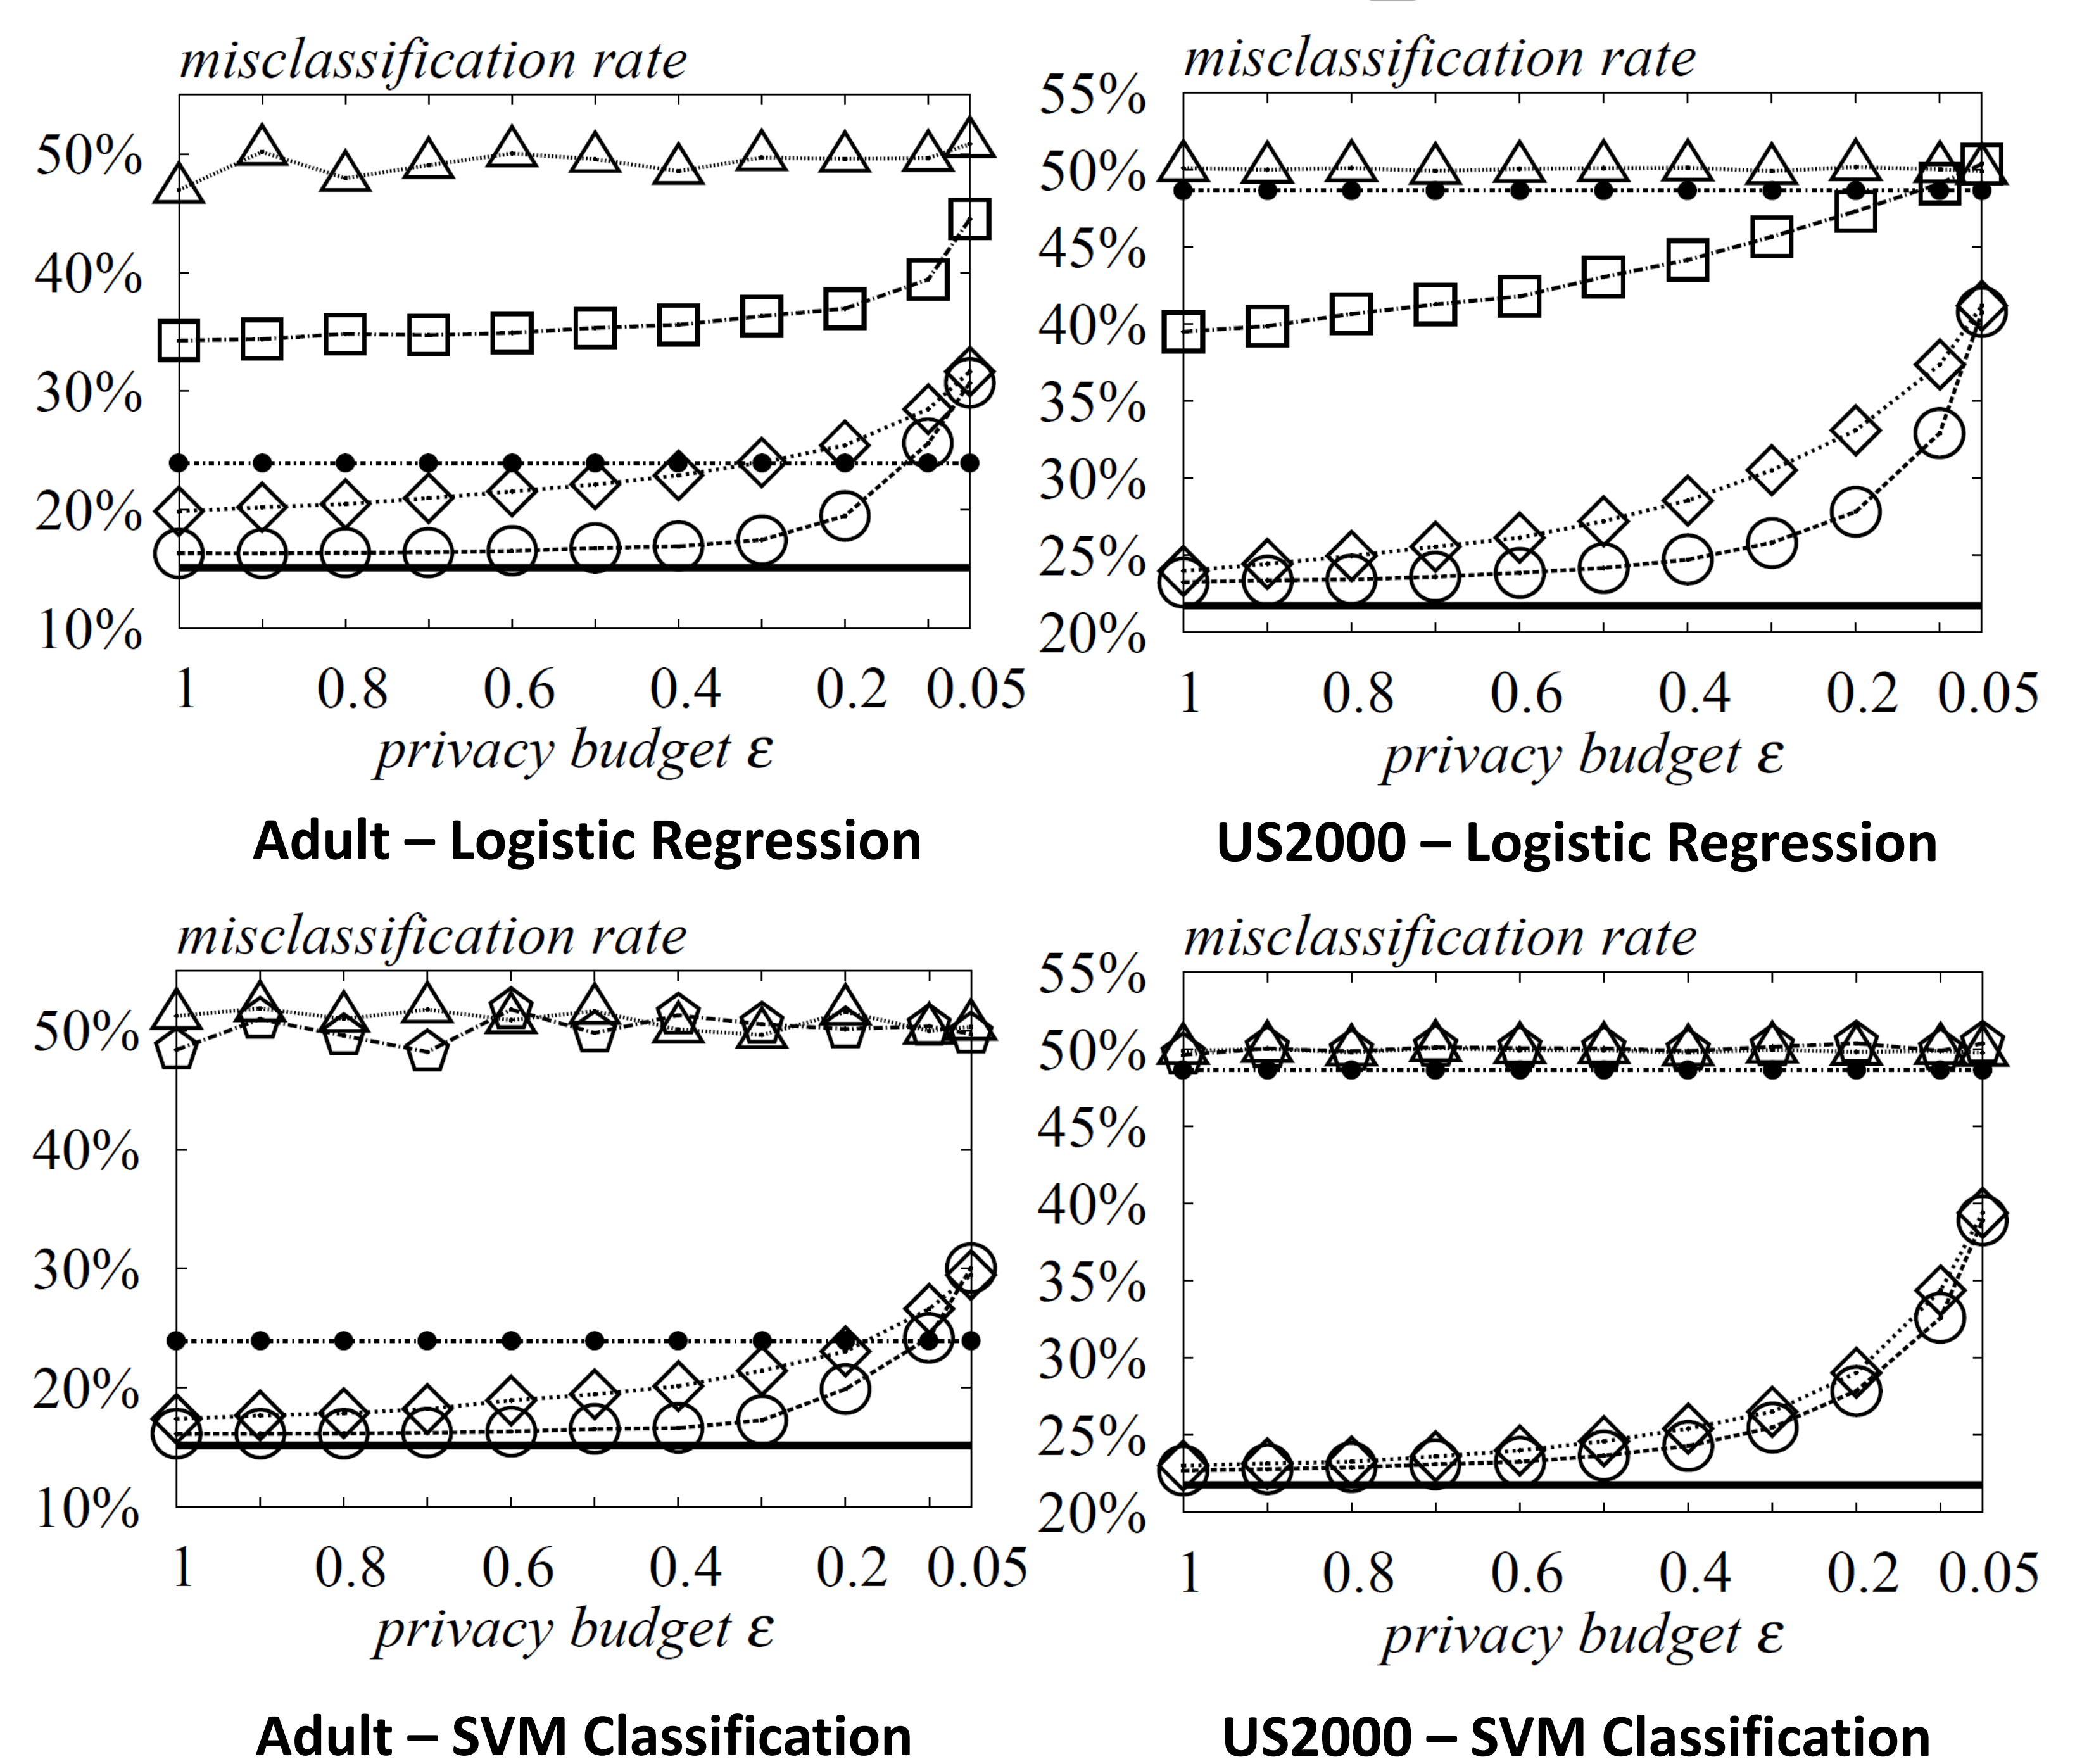 misclassification rate
50%
40%
30%
20%
10%
1 0.8 0.6 0.4 0.2 0.05
privacy budget ε
Adult – Logistic Regression
misclassification rate
55%
50%
45%
40%
35%
30%
25%
20%
1 0.8 0.6 0.4 0.2 0.05
privacy budget ε
US2000 – Logistic Regression
misclassification rate
50%
40%
30%
20%
10%
1 0.8 0.6 0.4 0.2 0.05
privacy budget ε
Adult – SVM Classification
misclassification rate
55%
50%
45%
40%
35%
30%
25%
20%
1 0.8 0.6 0.4 0.2 0.05
privacy budget ε
US2000 – SVM Classification